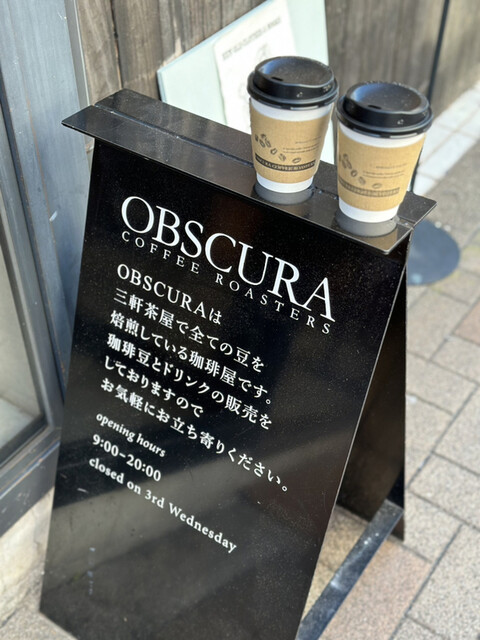 OBSCURA
COFFEE ROASTERS
OBSCURAは
三軒茶屋で全ての豆を
焙煎している珈琲屋です。
珈琲豆とドリンクの販売を
しておりますので
お気軽にお立ち寄りください。
opening hours
9:00-20:00
closed on 3rd Wednesday